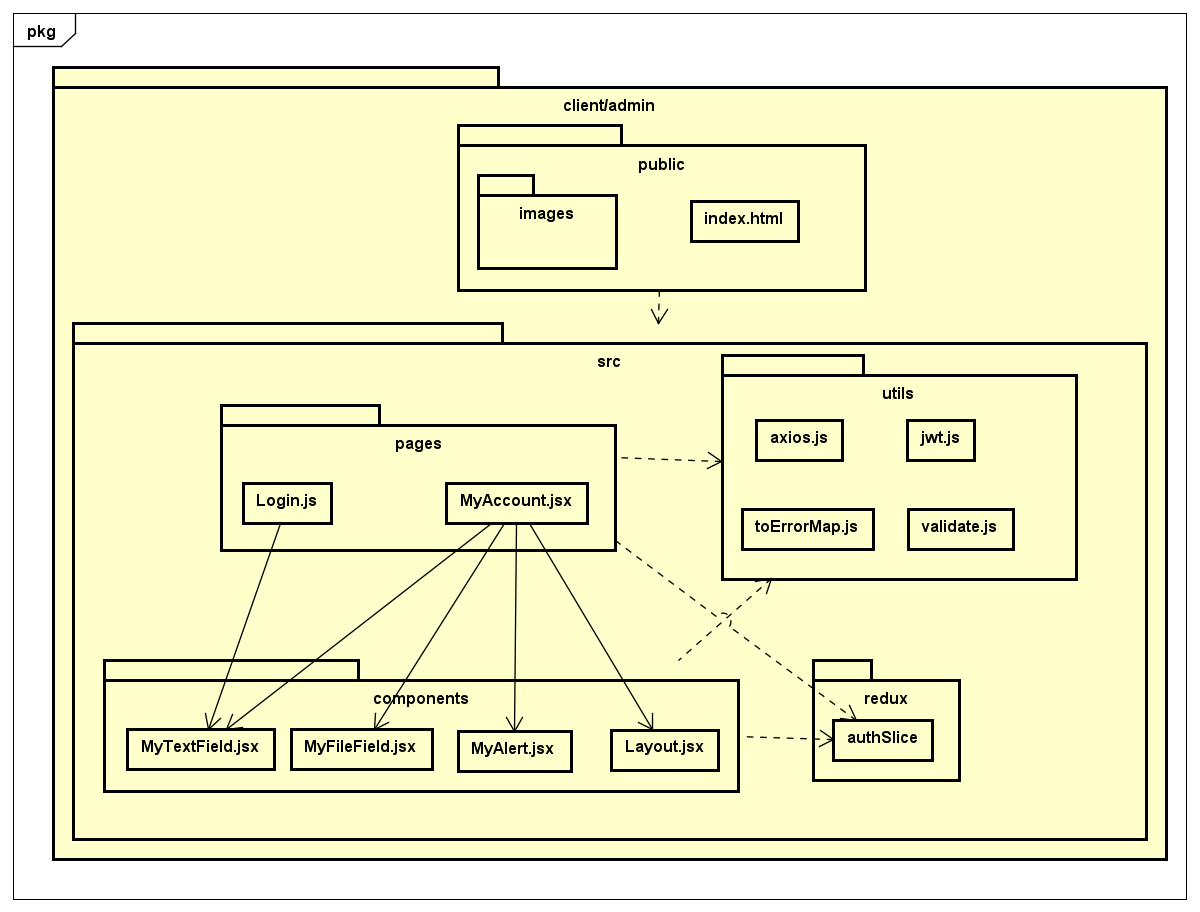 pkg
client/admin
public
images
index.html
src
utils
axios.js
jwt.js
pages
Login.js
MyAccount.jsx
toErrorMap.js
validate.js
components
redux
MyTextField.jsx
MyFileField.jsx
MyAlert.jsx
Layout.jsx
authSlice